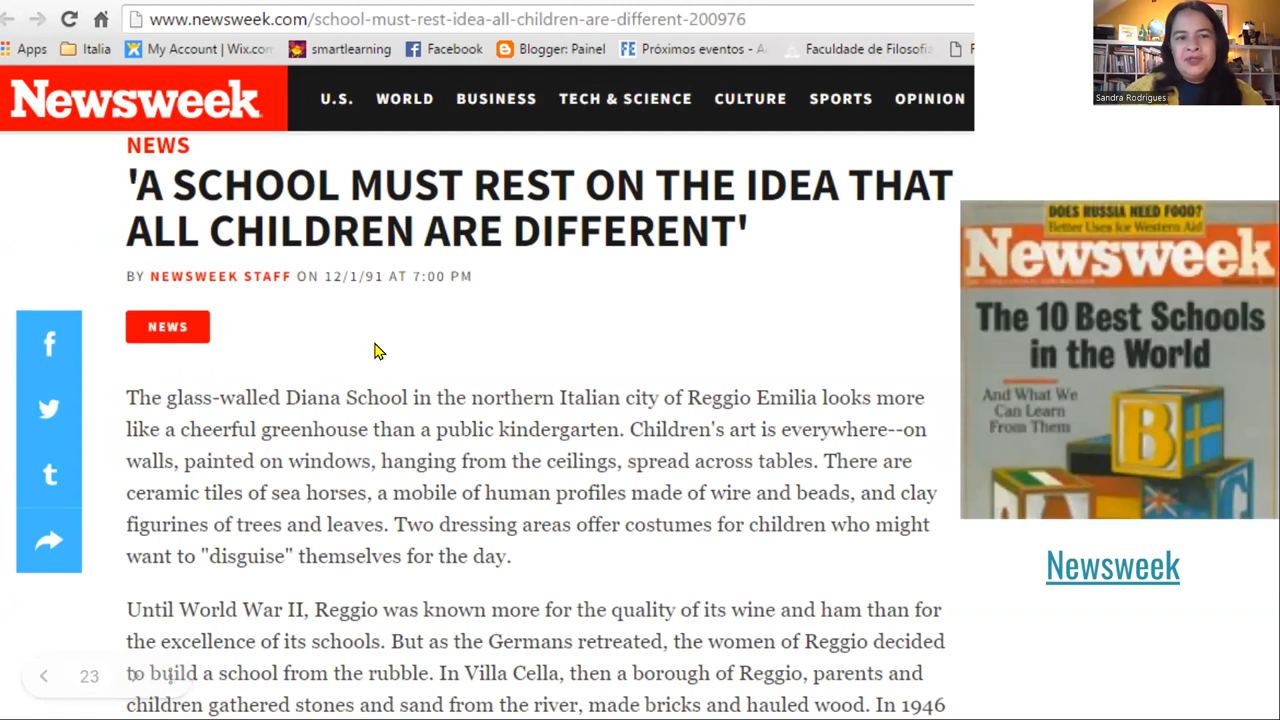 www.newsweek.com/school-must-rest-idea-all-children-are-different-200976
Apps Italia My Account | Wix.com smartlearning Facebook Blogger: Painel Próximos eventos - A Faculdade de Filosofi
Sandra Rodrigues
Newsweek
U.S. WORLD BUSINESS TECH & SCIENCE CULTURE SPORTS OPINION
NEWS
'A SCHOOL MUST REST ON THE IDEA THAT
ALL CHILDREN ARE DIFFERENT'
BY NEWSWEEK STAFF ON 12/1/91 AT 7:00 PM
NEWS
The glass-walled Diana School in the northern Italian city of Reggio Emilia looks more
like a cheerful greenhouse than a public kindergarten. Children's art is everywhere--on
walls, painted on windows, hanging from the ceilings, spread across tables. There are
ceramic tiles of sea horses, a mobile of human profiles made of wire and beads, and clay
figurines of trees and leaves. Two dressing areas offer costumes for children who might
want to "disguise" themselves for the day.
Until World War II, Reggio was known more for the quality of its wine and ham than for
the excellence of its schools. But as the Germans retreated, the women of Reggio decided
to build a school from the rubble. In Villa Cella, then a borough of Reggio, parents and
children gathered stones and sand from the river, made bricks and hauled wood. In 1946
23
DOES RUSSIA NEED FOOD?
Better Uses for Western Aid
Newsweek
The 10 Best Schools
in the World
And What We
Can Learn
From Them
B
Newsweek